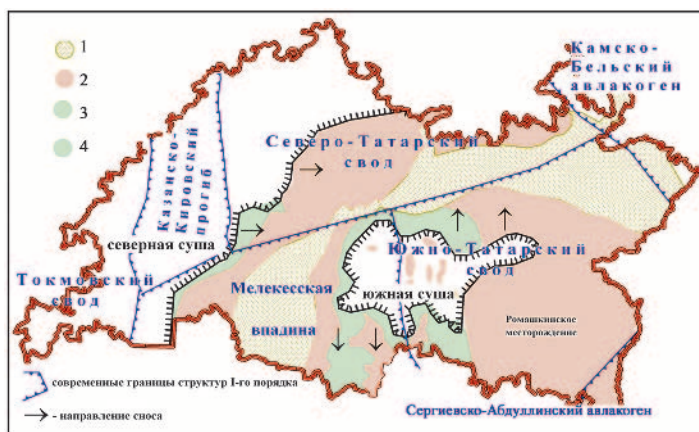 1
2
3
4
Камско-
Бельский
авлакоген
Северо-Татарский
свод
Казанско-
Кировский
прогиб
северная суша
Токмовский
свод
Южно-Татарский
свод
южная суша
Мелекесская
впадина
Ромашкинское
месторождение
современные границы структур I-го порядка
- направление сноса
Сергиевско-Абдуллинский авлакоген